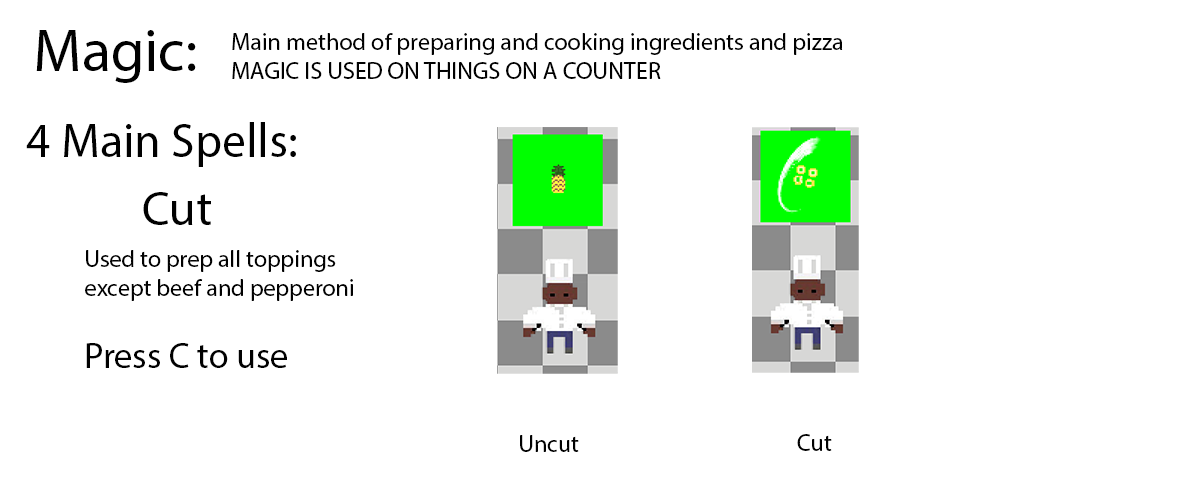 Magic:
Main method of preparing and cooking ingredients and pizza
MAGIC IS USED ON THINGS ON A COUNTER
4 Main Spells:
Cut
Used to prep all toppings
except beef and pepperoni
Press C to use
Uncut
Cut